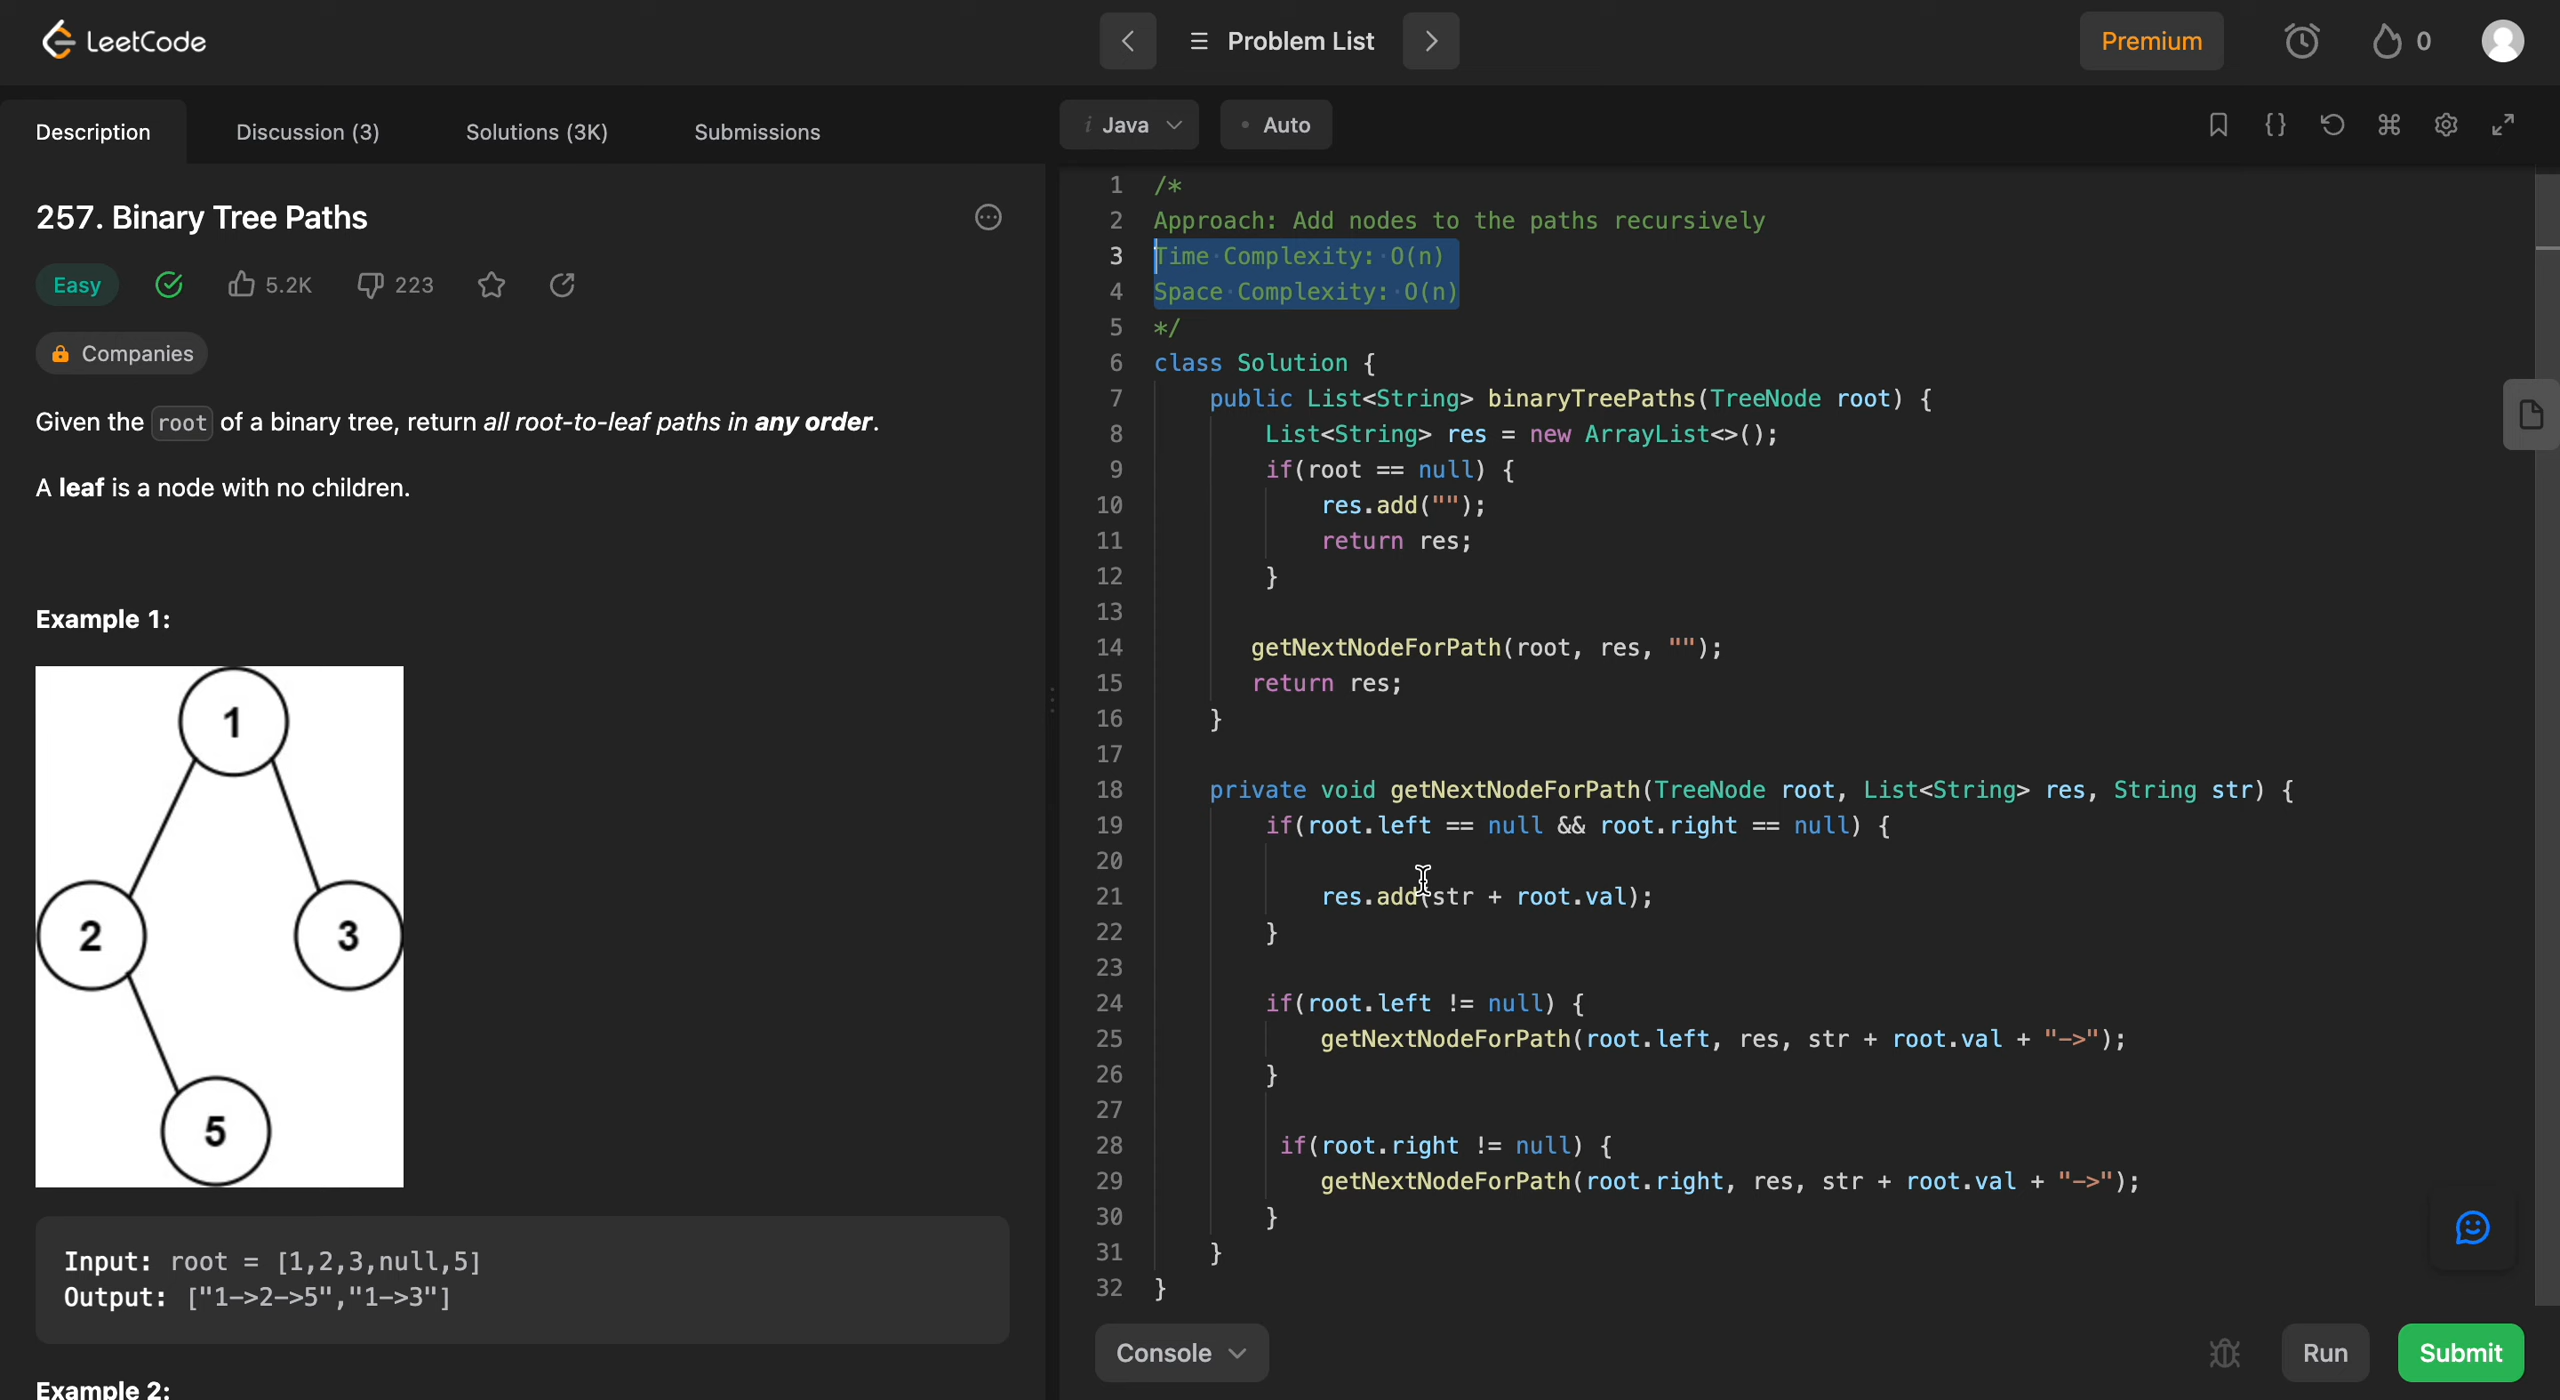 LeetCode
Problem List
Premium
0
Description
Discussion (3)
Solutions (3K)
Submissions
257. Binary Tree Paths
Easy
5.2K
223
Companies
Given the root of a binary tree, return all root-to-leaf paths in any order.
A leaf is a node with no children.
Example 1:
1
2
3
5
Input: root = [1,2,3,null,5]
Output: ["1->2->5","1->3"]
Example 2:
i Java
Auto
1 /*
2 Approach: Add nodes to the paths recursively
3 Time Complexity: O(n)
4 Space Complexity: O(n)
5 */
6 class Solution {
7 public List<String> binaryTreePaths(TreeNode root) {
8 List<String> res = new ArrayList<>();
9 if(root == null) {
10 res.add("");
11 return res;
12 }
13
14 getNextNodeForPath(root, res, "");
15 return res;
16 }
17
18 private void getNextNodeForPath(TreeNode root, List<String> res, String str) {
19 if(root.left == null && root.right == null) {
20
21 res.add(str + root.val);
22 }
23
24 if(root.left != null) {
25 getNextNodeForPath(root.left, res, str + root.val + "->");
26 }
27
28 if(root.right != null) {
29 getNextNodeForPath(root.right, res, str + root.val + "->");
30 }
31 }
32 }
Console
Run
Submit